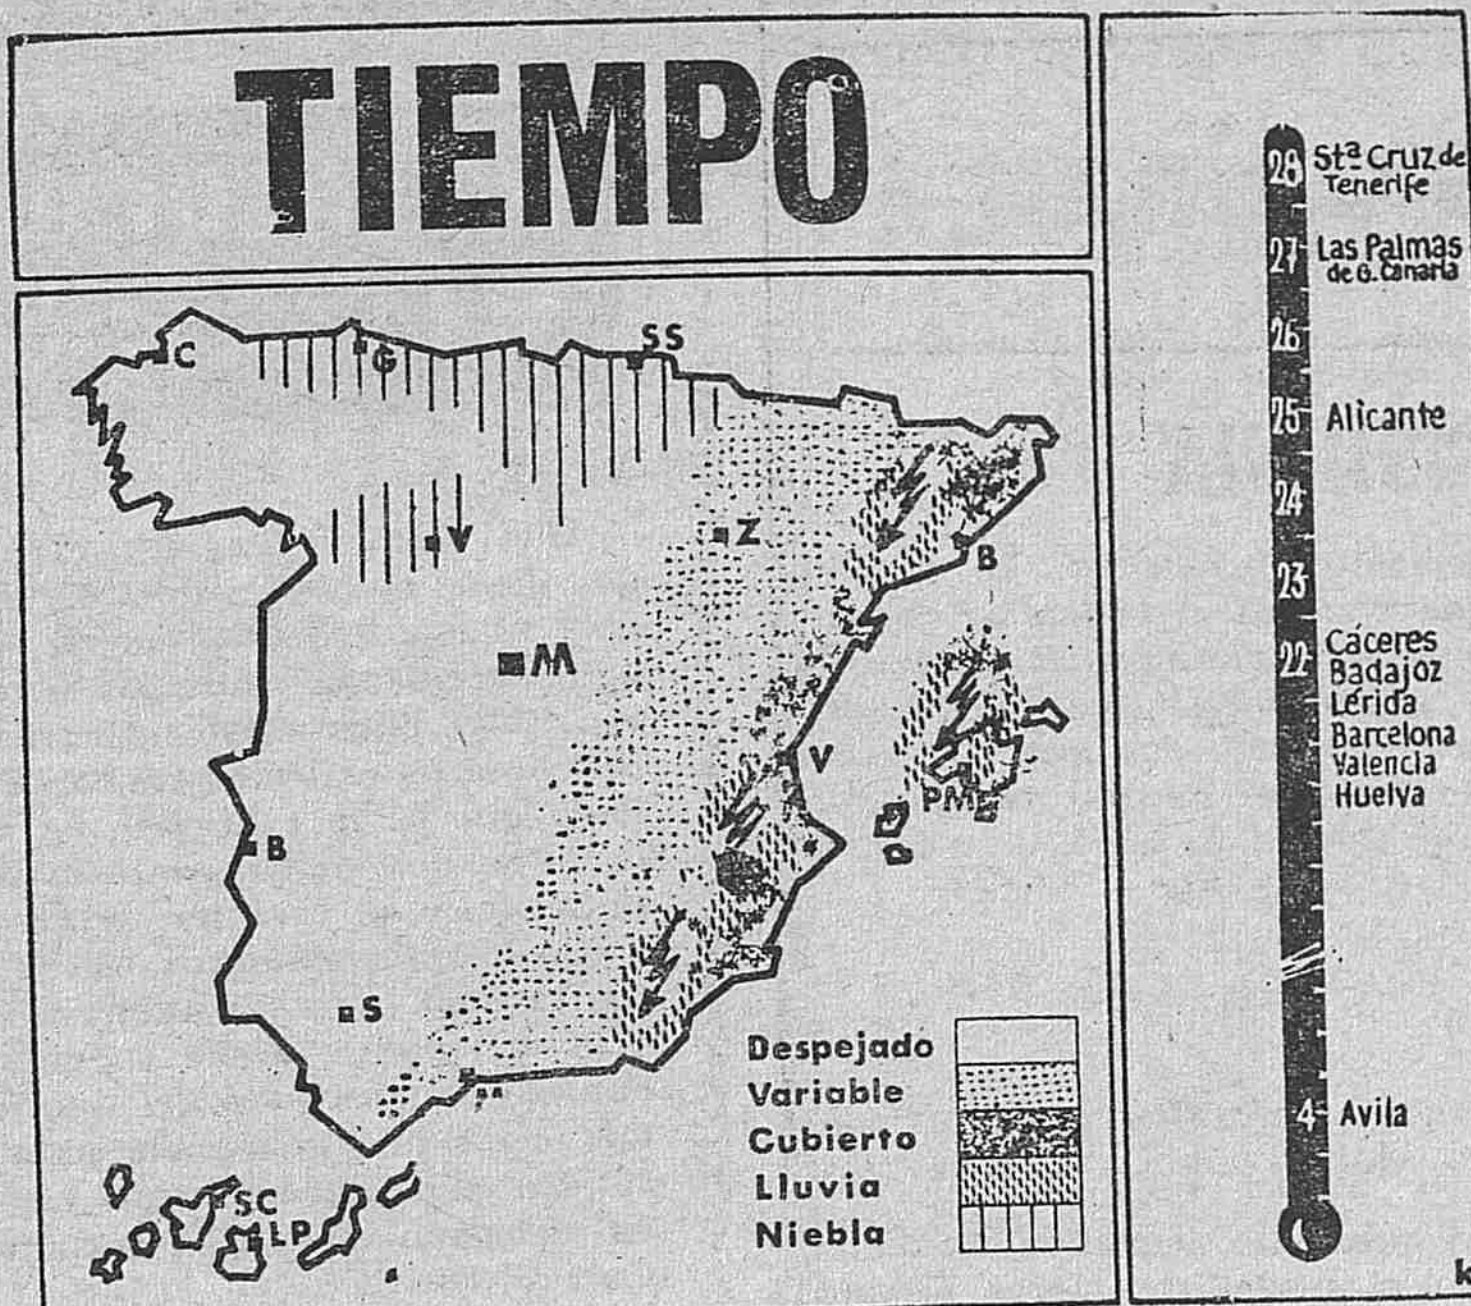 TIEMPO
C
G
SS
V
Z
B
M
V
PM
B
S
SC
LP
Despejado
Variable
Cubierto
Lluvia
Niebla
28 Stª Cruz de
Tenerife
27 Las Palmas
de G. Canaria
26
25 Alicante
24
23
22 Cáceres
Badajoz
Lérida
Barcelona
Valencia
Huelva
4 Avila